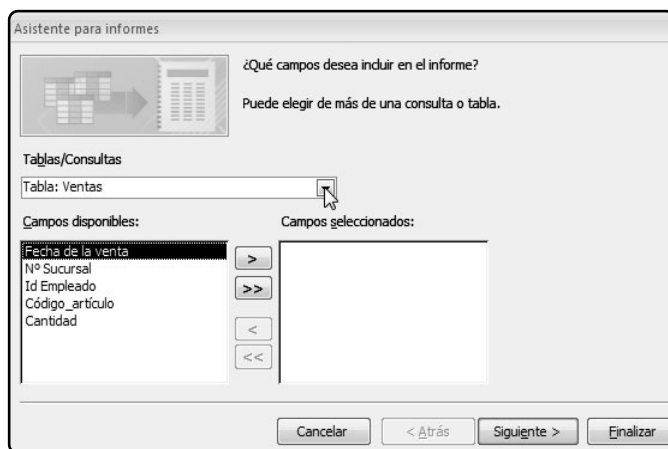 Asistente para informes
¿Qué campos desea incluir en el informe?
Puede elegir de más de una consulta o tabla.
Tablas/Consultas
Tabla: Ventas
Campos disponibles:
Campos seleccionados:
Fecha de la venta
Nº Sucursal
Id Empleado
Código_artículo
Cantidad
>
>>
<
<<
Cancelar
< Atrás
Siguiente >
Finalizar